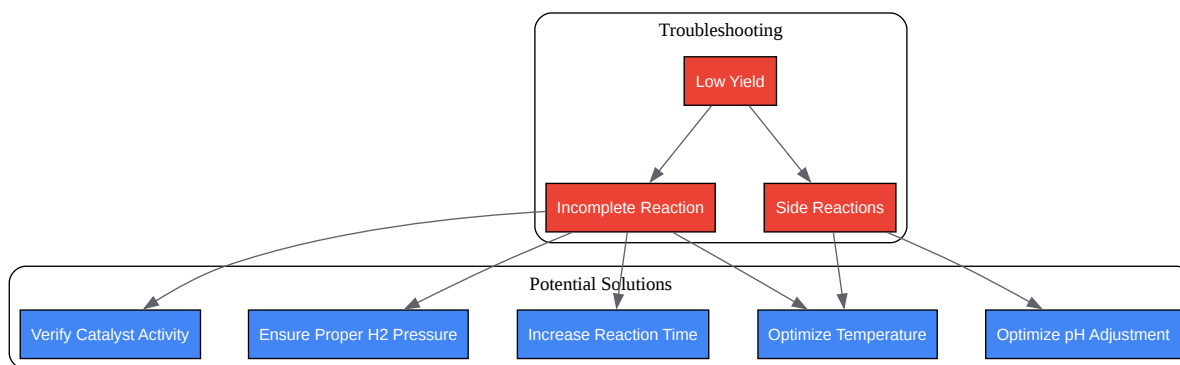 Troubleshooting
Low Yield
Incomplete Reaction
Side Reactions
Potential Solutions
Verify Catalyst Activity
Ensure Proper H2 Pressure
Increase Reaction Time
Optimize Temperature
Optimize pH Adjustment